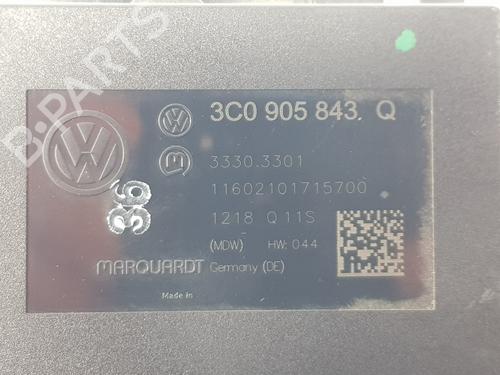 3C0 905 843 Q
3330.3301
11602101715700
1218 Q 11S
36
(MDW) HW: 044
MARQUARDT Germany (DE)
Made in
B-PARTS